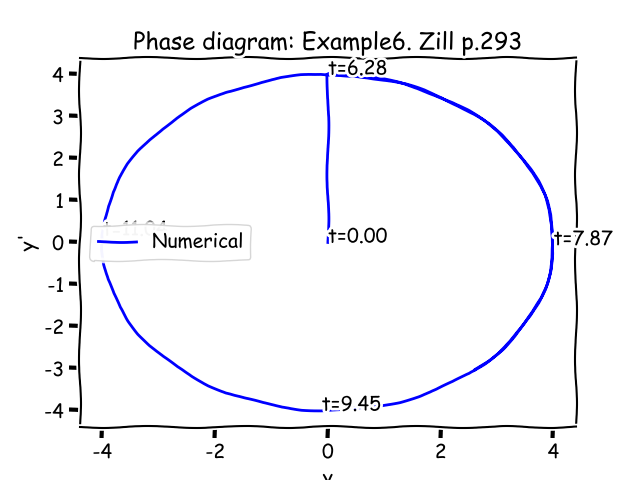 Phase diagram: Example6. Zill p.293
4
3
2
1
0
-1
-2
-3
-4
y'
t=6.28
t=0.00
t=7.87
t=9.45
Numerical
-4 -2 0 2 4